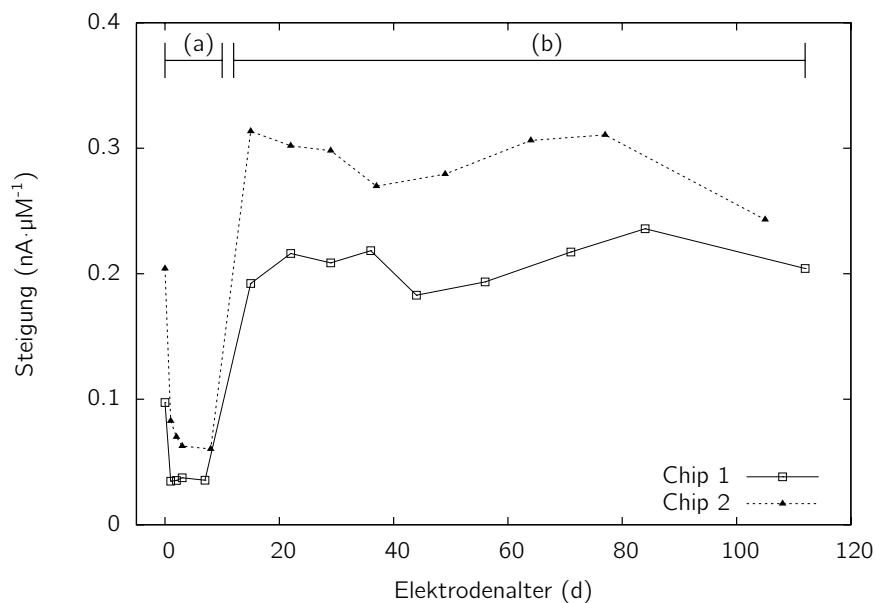 0.4
(a) (b)
0.3
0.2
0.1
0
Steigung (nA·µM⁻¹)
Chip 1
Chip 2
0 20 40 60 80 100 120
Elektrodenalter (d)